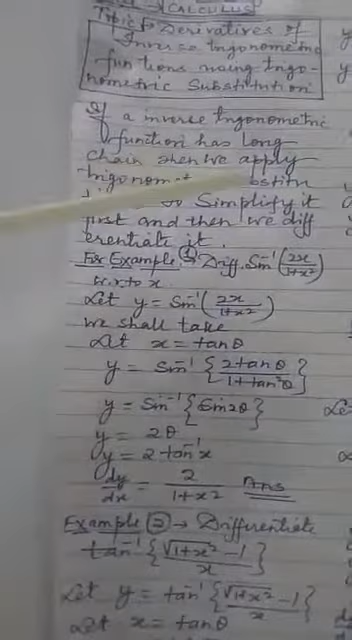 CALCULUS
Topic → Derivatives of
Inverse trigonometric
functions using trigo-
nometric Substitution
If a inverse trigonometric
function has long
chain then we apply
trigonomet
to Simplify it
first and then we diff
erentiate it.
For Example ① → Diff. Sin⁻¹(2x/(1+x²))
w.r.to x
Let y = Sin⁻¹(2x/(1+x²))
we shall take
Let x = tanθ
y = Sin⁻¹{2tanθ/(1+tan²θ)}
y = Sin⁻¹{Sin2θ}
y = 2θ
y = 2 tan⁻¹x
dy/dx = 2/(1+x²) Ans
Example ② → Differentiate
tan⁻¹{(√(1+x²) -1)/x}
Let y = tan⁻¹{(√(1+x²) -1)/x}
Let x = tanθ